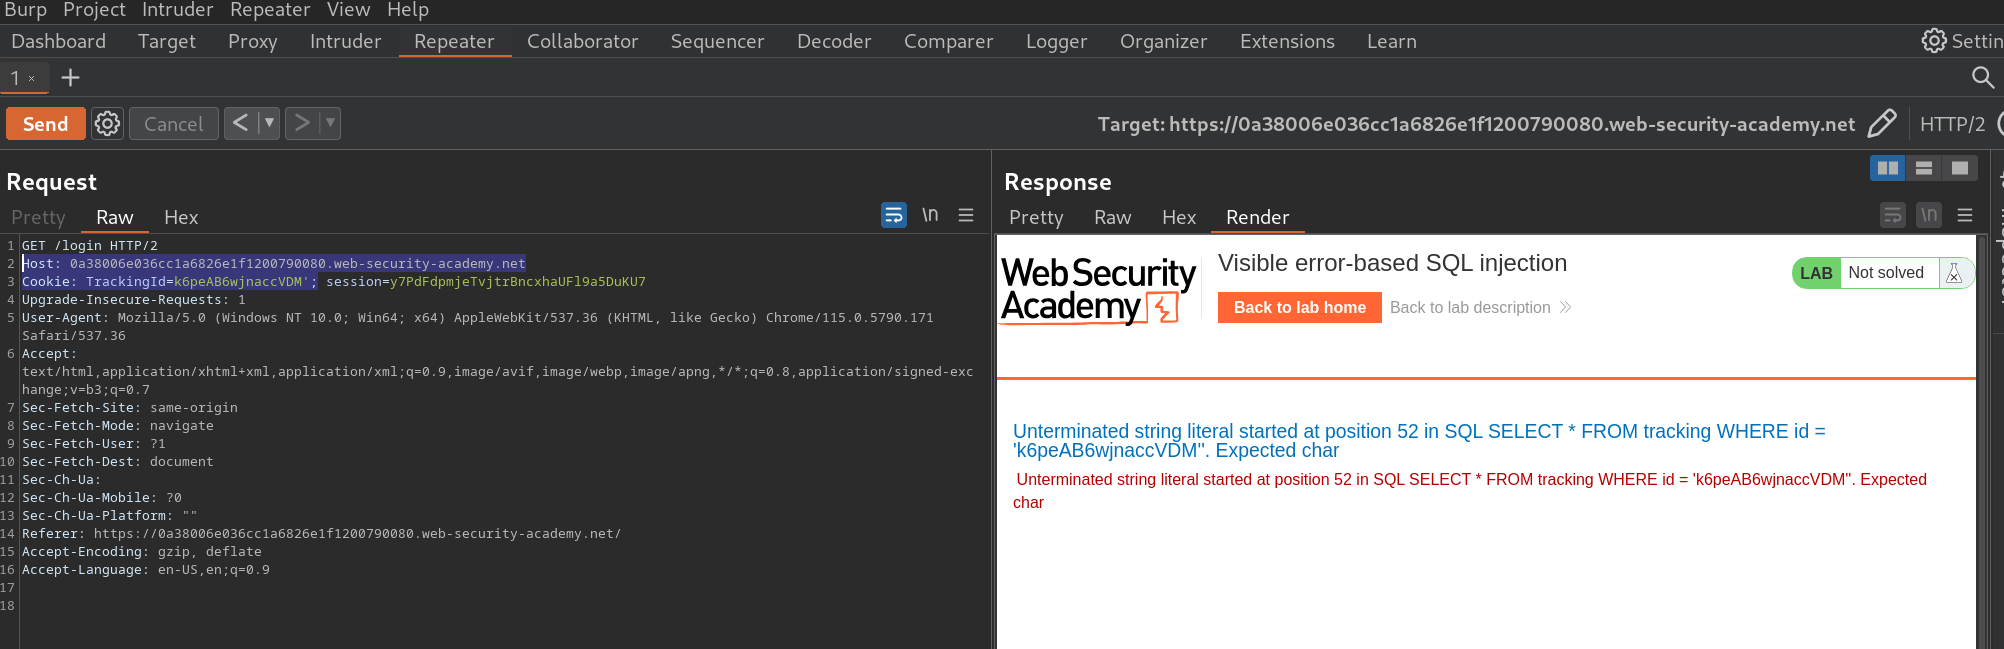 Burp Project Intruder Repeater View Help
Dashboard Target Proxy Intruder Repeater Collaborator Sequencer Decoder Comparer Logger Organizer Extensions Learn Settin
1 × +
Send Cancel < > Target: https://0a38006e036cc1a6826e1f1200790080.web-security-academy.net HTTP/2
Request
Pretty Raw Hex \n
1 GET /login HTTP/2
2 Host: 0a38006e036cc1a6826e1f1200790080.web-security-academy.net
3 Cookie: TrackingId=k6peAB6wjnaccVDM'; session=y7PdFdpmjeTvjtrBncxhaUFl9a5DuKU7
4 Upgrade-Insecure-Requests: 1
5 User-Agent: Mozilla/5.0 (Windows NT 10.0; Win64; x64) AppleWebKit/537.36 (KHTML, like Gecko) Chrome/115.0.5790.171
Safari/537.36
6 Accept:
text/html,application/xhtml+xml,application/xml;q=0.9,image/avif,image/webp,image/apng,*/*;q=0.8,application/signed-exc
hange;v=b3;q=0.7
7 Sec-Fetch-Site: same-origin
8 Sec-Fetch-Mode: navigate
9 Sec-Fetch-User: ?1
10 Sec-Fetch-Dest: document
11 Sec-Ch-Ua:
12 Sec-Ch-Ua-Mobile: ?0
13 Sec-Ch-Ua-Platform: ""
14 Referer: https://0a38006e036cc1a6826e1f1200790080.web-security-academy.net/
15 Accept-Encoding: gzip, deflate
16 Accept-Language: en-US,en;q=0.9
17
18
Response
Pretty Raw Hex Render \n
Web Security
Academy
Visible error-based SQL injection
Back to lab home Back to lab description
LAB Not solved
Unterminated string literal started at position 52 in SQL SELECT * FROM tracking WHERE id =
'k6peAB6wjnaccVDM''. Expected char
Unterminated string literal started at position 52 in SQL SELECT * FROM tracking WHERE id = 'k6peAB6wjnaccVDM''. Expected
char